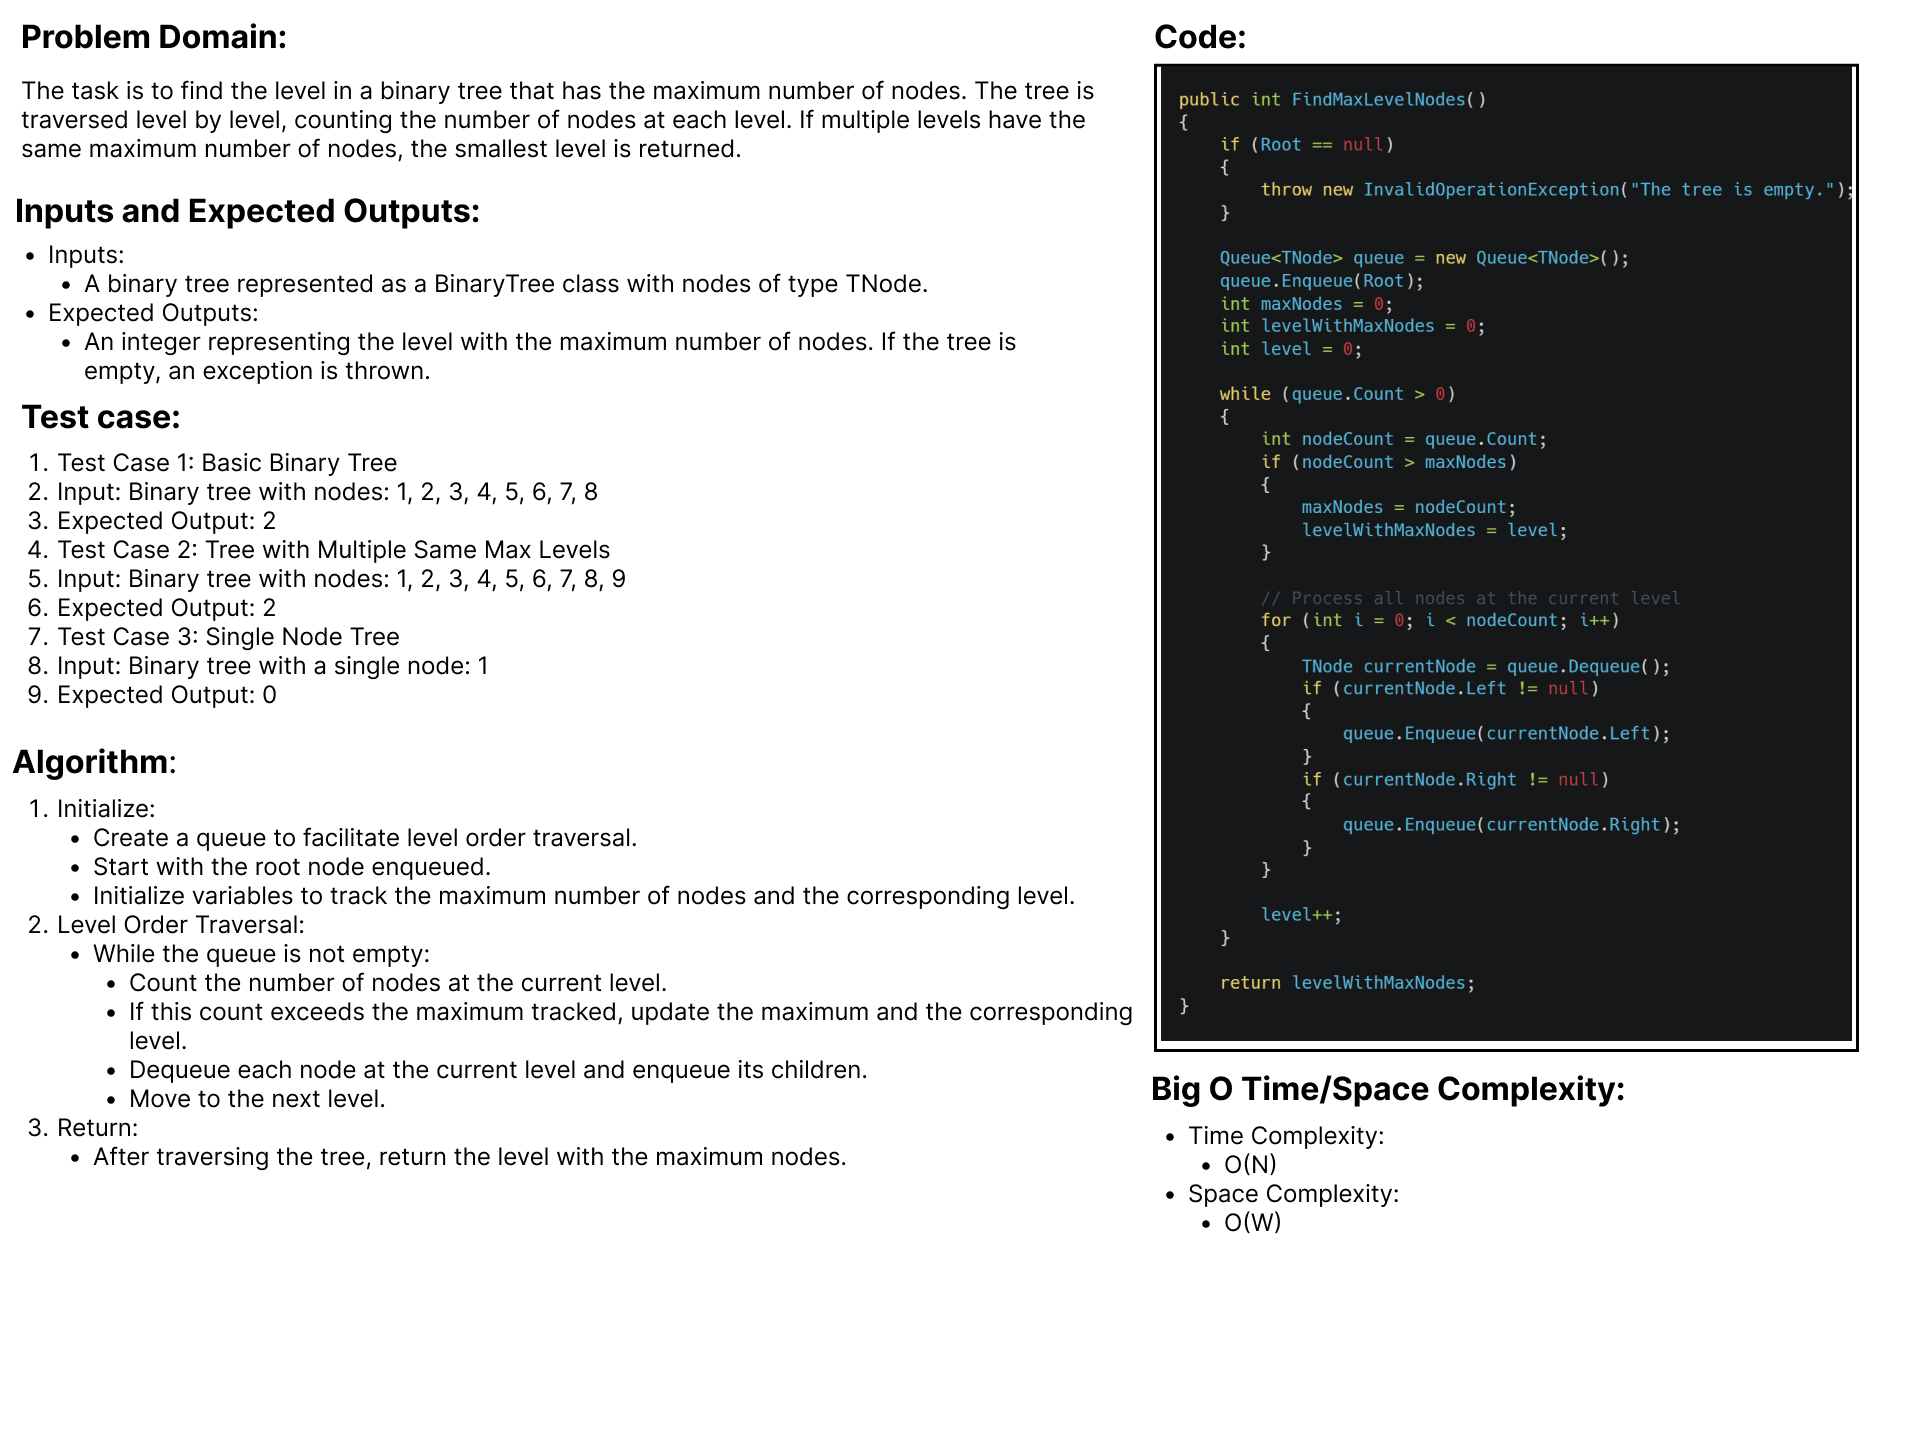 Problem Domain:
The task is to find the level in a binary tree that has the maximum number of nodes. The tree is
traversed level by level, counting the number of nodes at each level. If multiple levels have the
same maximum number of nodes, the smallest level is returned.
Inputs and Expected Outputs:
• Inputs:
• A binary tree represented as a BinaryTree class with nodes of type TNode.
• Expected Outputs:
• An integer representing the level with the maximum number of nodes. If the tree is
empty, an exception is thrown.
Test case:
1. Test Case 1: Basic Binary Tree
2. Input: Binary tree with nodes: 1, 2, 3, 4, 5, 6, 7, 8
3. Expected Output: 2
4. Test Case 2: Tree with Multiple Same Max Levels
5. Input: Binary tree with nodes: 1, 2, 3, 4, 5, 6, 7, 8, 9
6. Expected Output: 2
7. Test Case 3: Single Node Tree
8. Input: Binary tree with a single node: 1
9. Expected Output: 0
Algorithm:
1. Initialize:
• Create a queue to facilitate level order traversal.
• Start with the root node enqueued.
• Initialize variables to track the maximum number of nodes and the corresponding level.
2. Level Order Traversal:
• While the queue is not empty:
• Count the number of nodes at the current level.
• If this count exceeds the maximum tracked, update the maximum and the corresponding
level.
• Dequeue each node at the current level and enqueue its children.
• Move to the next level.
3. Return:
• After traversing the tree, return the level with the maximum nodes.
Code:
public int FindMaxLevelNodes()
{
if (Root == null)
{
throw new InvalidOperationException("The tree is empty.");
}
Queue<TNode> queue = new Queue<TNode>();
queue.Enqueue(Root);
int maxNodes = 0;
int levelWithMaxNodes = 0;
int level = 0;
while (queue.Count > 0)
{
int nodeCount = queue.Count;
if (nodeCount > maxNodes)
{
maxNodes = nodeCount;
levelWithMaxNodes = level;
}
// Process all nodes at the current level
for (int i = 0; i < nodeCount; i++)
{
TNode currentNode = queue.Dequeue();
if (currentNode.Left != null)
{
queue.Enqueue(currentNode.Left);
}
if (currentNode.Right != null)
{
queue.Enqueue(currentNode.Right);
}
}
level++;
}
return levelWithMaxNodes;
}
Big O Time/Space Complexity:
• Time Complexity:
• O(N)
• Space Complexity:
• O(W)